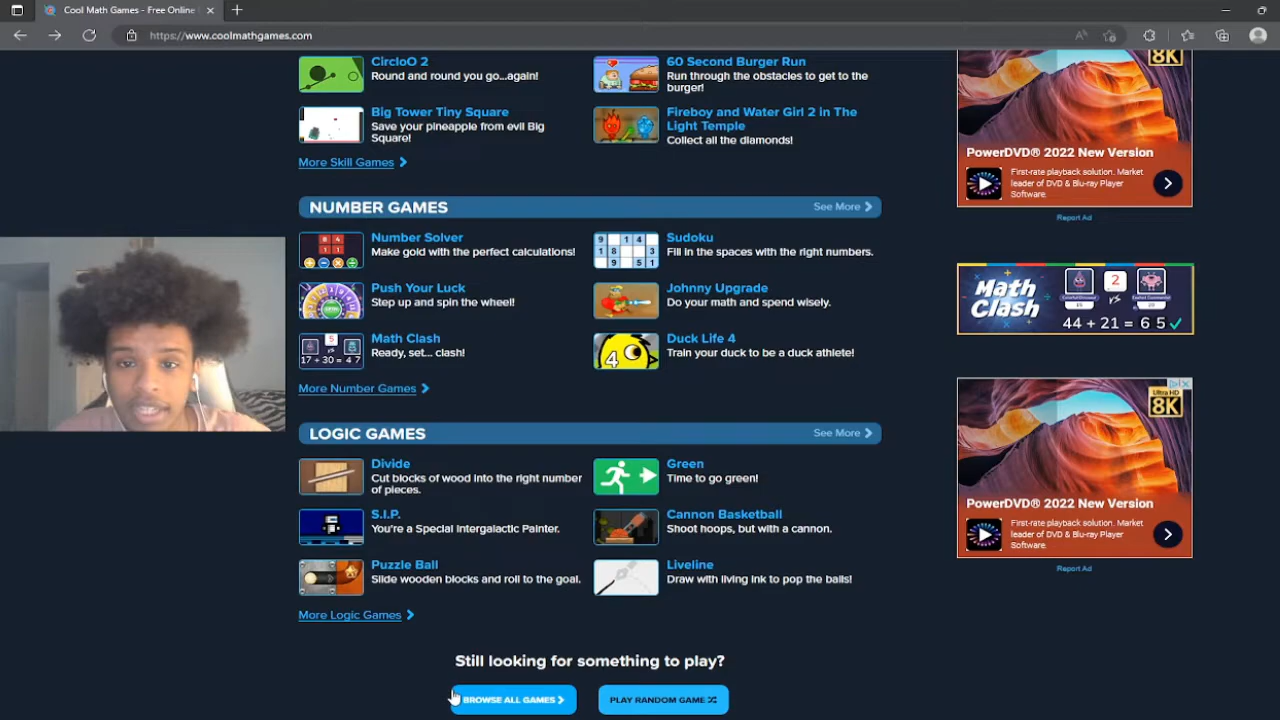 Cool Math Games - Free Online
https://www.coolmathgames.com
CircloO 2
Round and round you go...again!
60 Second Burger Run
Run through the obstacles to get to the
burger!
Big Tower Tiny Square
Save your pineapple from evil Big
Square!
Fireboy and Water Girl 2 in The
Light Temple
Collect all the diamonds!
More Skill Games
NUMBER GAMES
See More
Number Solver
Make gold with the perfect calculations!
Sudoku
Fill in the spaces with the right numbers.
Push Your Luck
Step up and spin the wheel!
Johnny Upgrade
Do your math and spend wisely.
Math Clash
Ready, set... clash!
17 + 30 = 4 7
Duck Life 4
Train your duck to be a duck athlete!
4
More Number Games
LOGIC GAMES
See More
Divide
Cut blocks of wood into the right number
of pieces.
Green
Time to go green!
S.I.P.
You're a Special Intergalactic Painter.
Cannon Basketball
Shoot hoops, but with a cannon.
Puzzle Ball
Slide wooden blocks and roll to the goal.
Liveline
Draw with living ink to pop the balls!
More Logic Games
Still looking for something to play?
BROWSE ALL GAMES
PLAY RANDOM GAME
8K
PowerDVD® 2022 New Version
First-rate playback solution. Market
leader of DVD & Blu-ray Player
Software.
Report Ad
Math
Clash
2
VS
44 + 21 = 6 5
Ultra HD
8K
PowerDVD® 2022 New Version
First-rate playback solution. Market
leader of DVD & Blu-ray Player
Software.
Report Ad